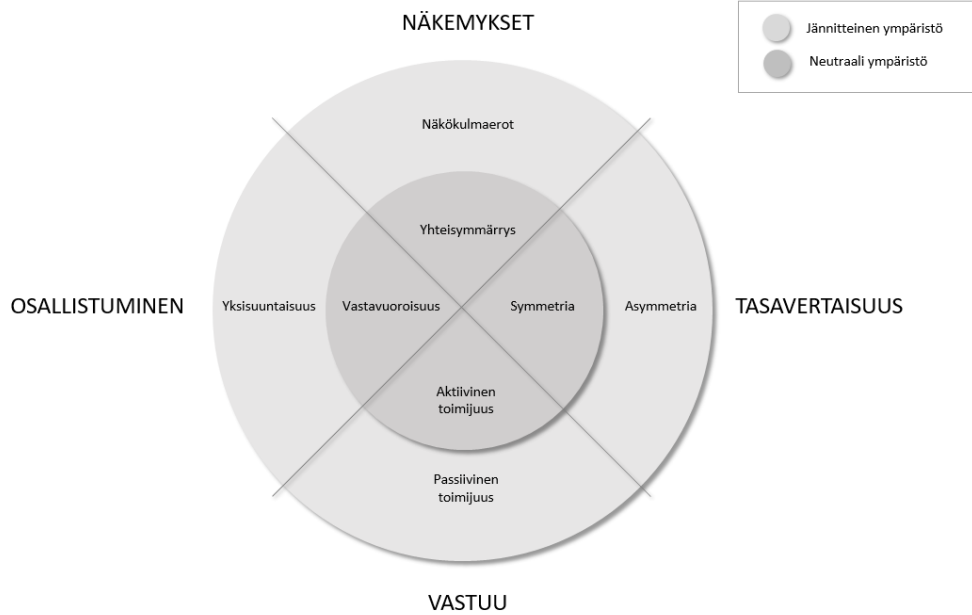 NÄKEMYKSET
Jännitteinen ympäristö
Neutraali ympäristö
Näkökulmaerot
Yhteisymmärrys
OSALLISTUMINEN
Yksisuuntaisuus
Vastavuoroisuus
Symmetria
Asymmetria
TASAVERTAISUUS
Aktiivinen
toimijuus
Passiivinen
toimijuus
VASTUU